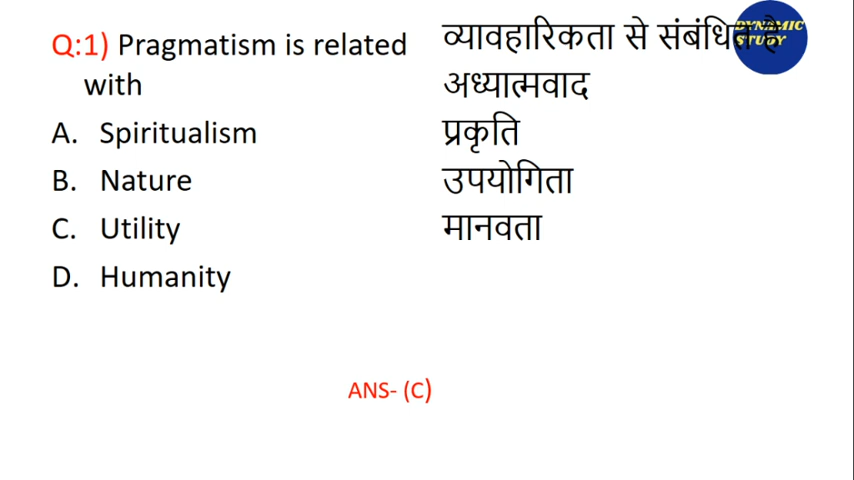 Q:1) Pragmatism is related
with
A. Spiritualism
B. Nature
C. Utility
D. Humanity
व्यावहारिकता से संबंधित है
अध्यात्मवाद
प्रकृति
उपयोगिता
मानवता
DYNAMIC
STUDY
ANS- (C)